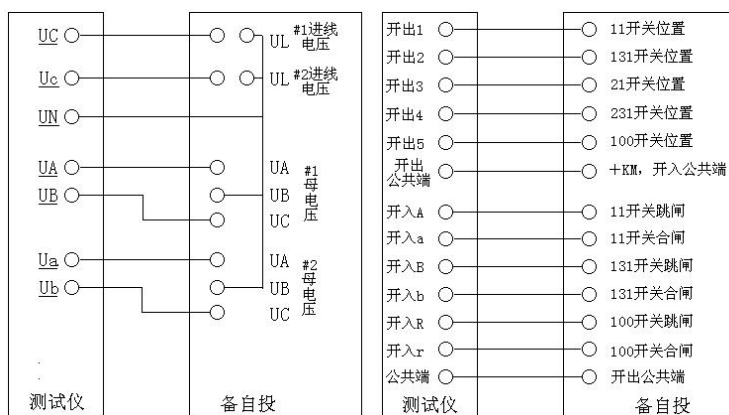 UC
UL
#1进线
电压
Uc
UL
#2进线
电压
UN
UA
UA
#1
母
电
压
UB
UB
UC
Ua
UA
#2
母
电
压
Ub
UB
UC
测试仪
备自投
开出1
11开关位置
开出2
131开关位置
开出3
21开关位置
开出4
231开关位置
开出5
100开关位置
开出
公共端
+KM，开入公共端
开入A
11开关跳闸
开入a
11开关合闸
开入B
131开关跳闸
开入b
131开关合闸
开入R
100开关跳闸
开入r
100开关合闸
公共端
开出公共端
测试仪
备自投